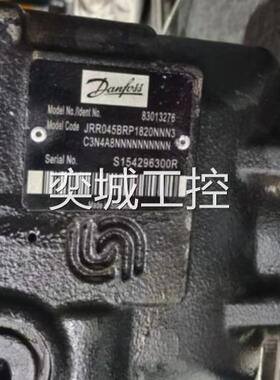 Danfoss
Model No./Ident No. 83013276
Model Code JRR045BRP1820NNN3
C3N4A8NNNNNNNNNN
Serial No. S154296300R
奕城工控